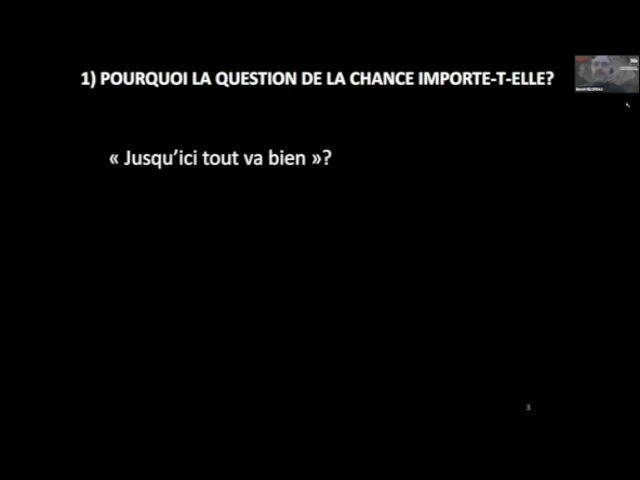 1) POURQUOI LA QUESTION DE LA CHANCE IMPORTE-T-ELLE?
« Jusqu’ici tout va bien »?
3